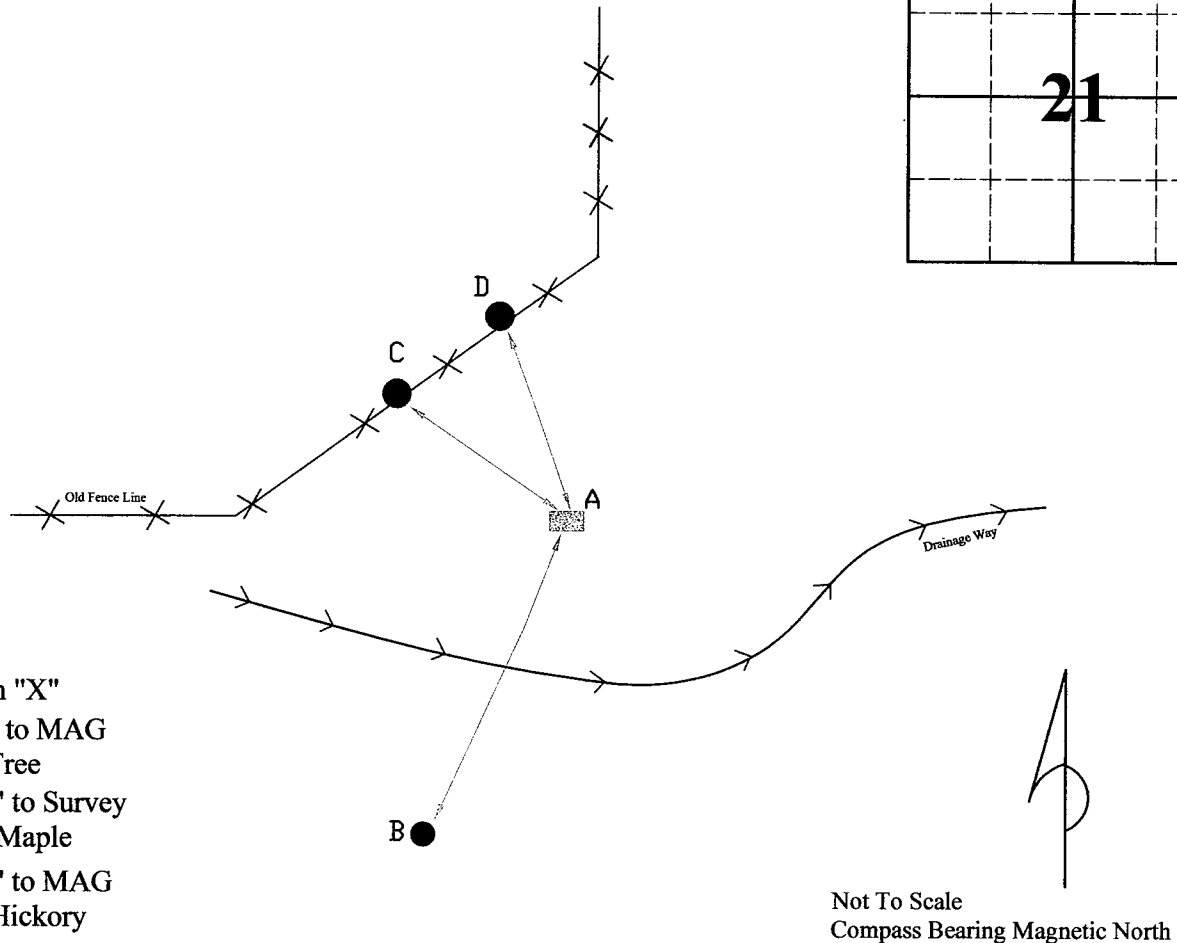 21
D
C
A
Old Fence Line
Drainage Way
"X"
to MAG
Tree
to Survey
B
Maple
to MAG
Hickory
Not To Scale
Compass Bearing Magnetic North